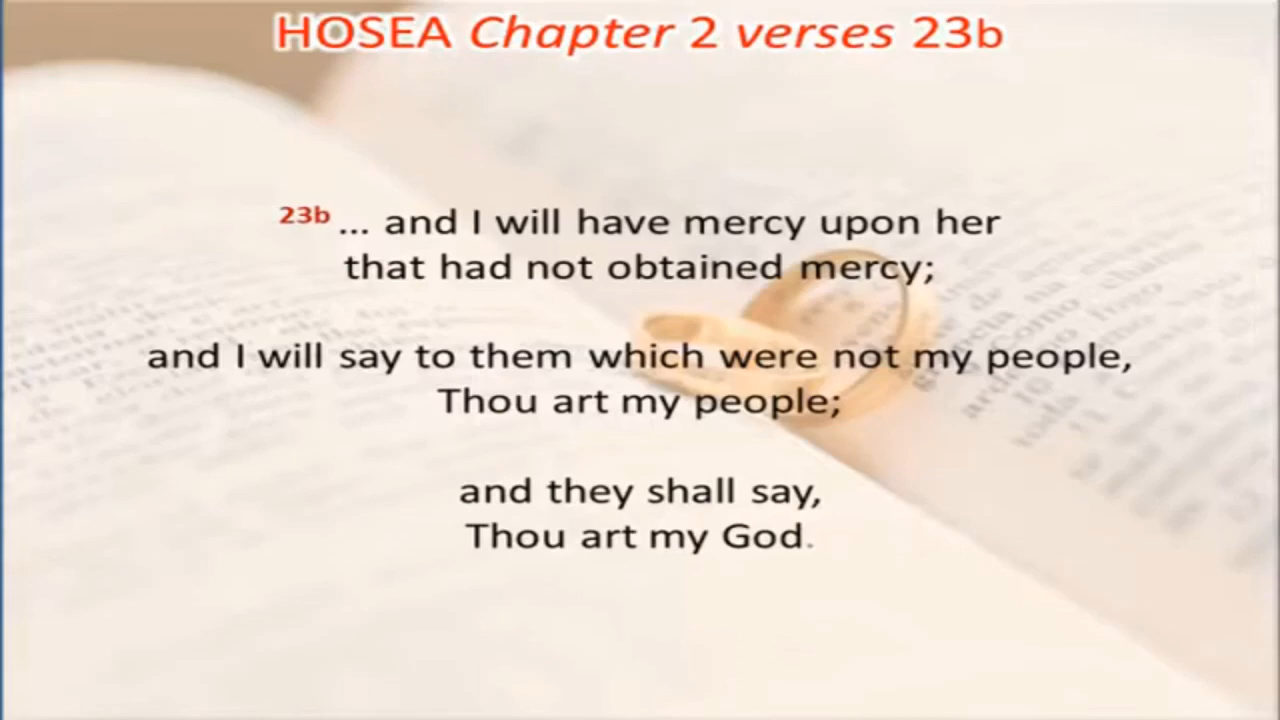 HOSEA Chapter 2 verses 23b
23b ... and I will have mercy upon her
that had not obtained mercy;
and I will say to them which were not my people,
Thou art my people;
and they shall say,
Thou art my God.